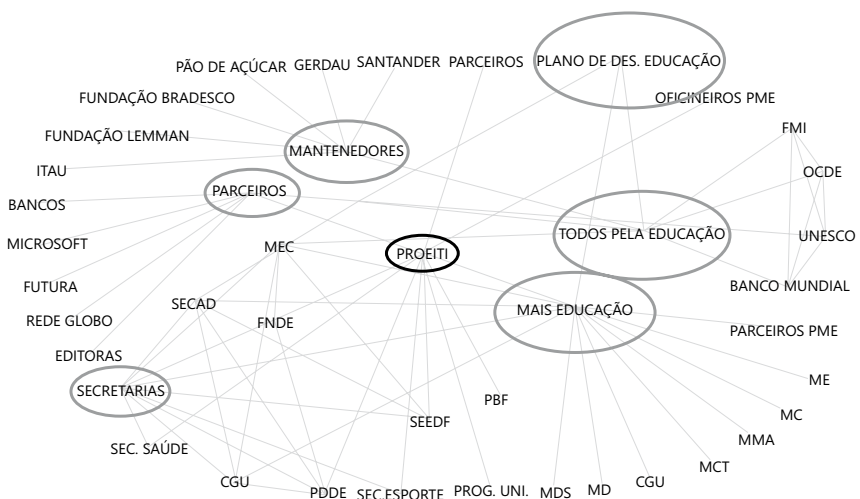 PLANO DE DES. EDUCAÇÃO
PÃO DE AÇÚCAR
GERDAU
SANTANDER
PARCEIROS
FUNDAÇÃO BRADESCO
OFICINEIROS PME
FUNDAÇÃO LEMMAN
FMI
MANTENEDORES
ITAU
OCDE
PARCEIROS
BANCOS
MICROSOFT
MEC
PROEITI
TODOS PELA EDUCAÇÃO
UNESCO
FUTURA
BANCO MUNDIAL
SECAD
MAIS EDUCAÇÃO
REDE GLOBO
FNDE
PARCEIROS PME
EDITORAS
ME
SECRETARIAS
PBF
MC
SEEDF
MMA
SEC. SAÚDE
MCT
CGU
CGU
PDDE
SEC.ESPORTE
PROG. UNI.
MDS
MD